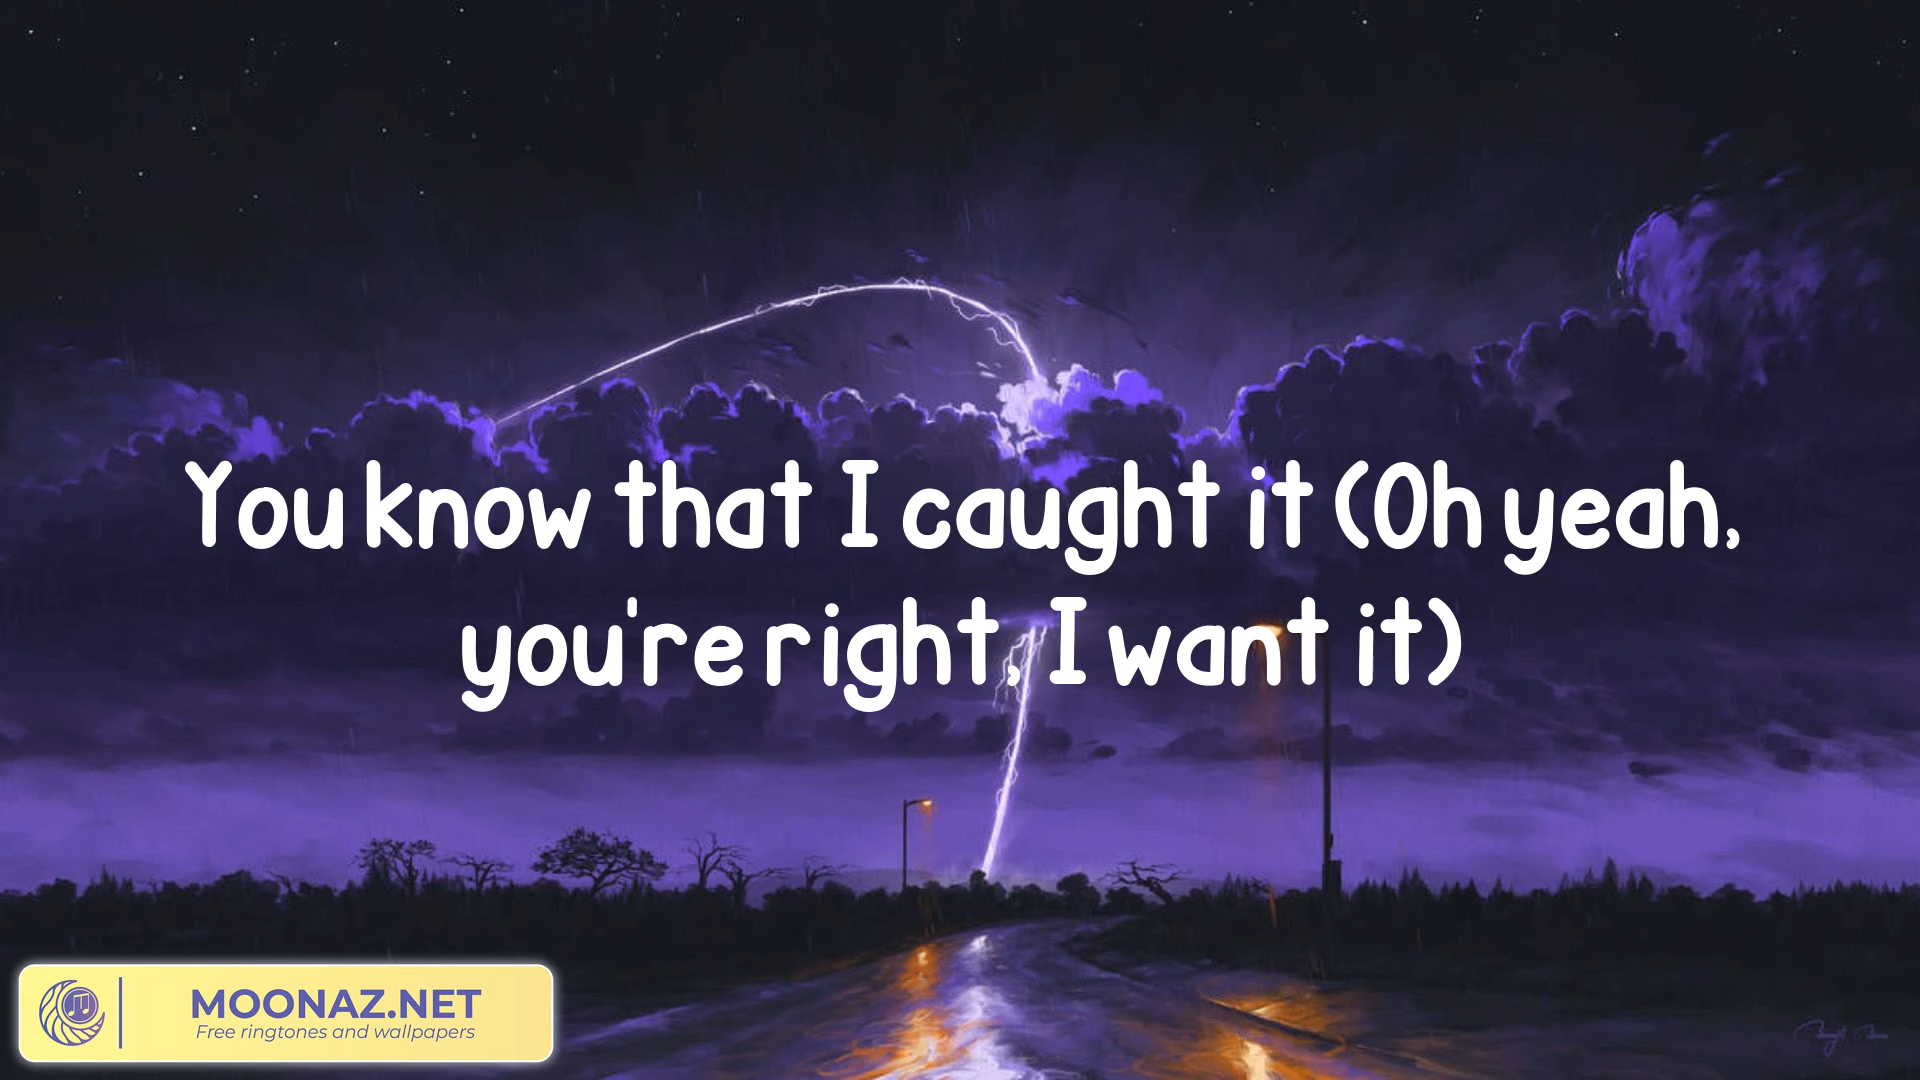 You know that I caught it (Oh yeah,
you're right, I want it)
MOONAZ.NET
Free ringtones and wallpapers